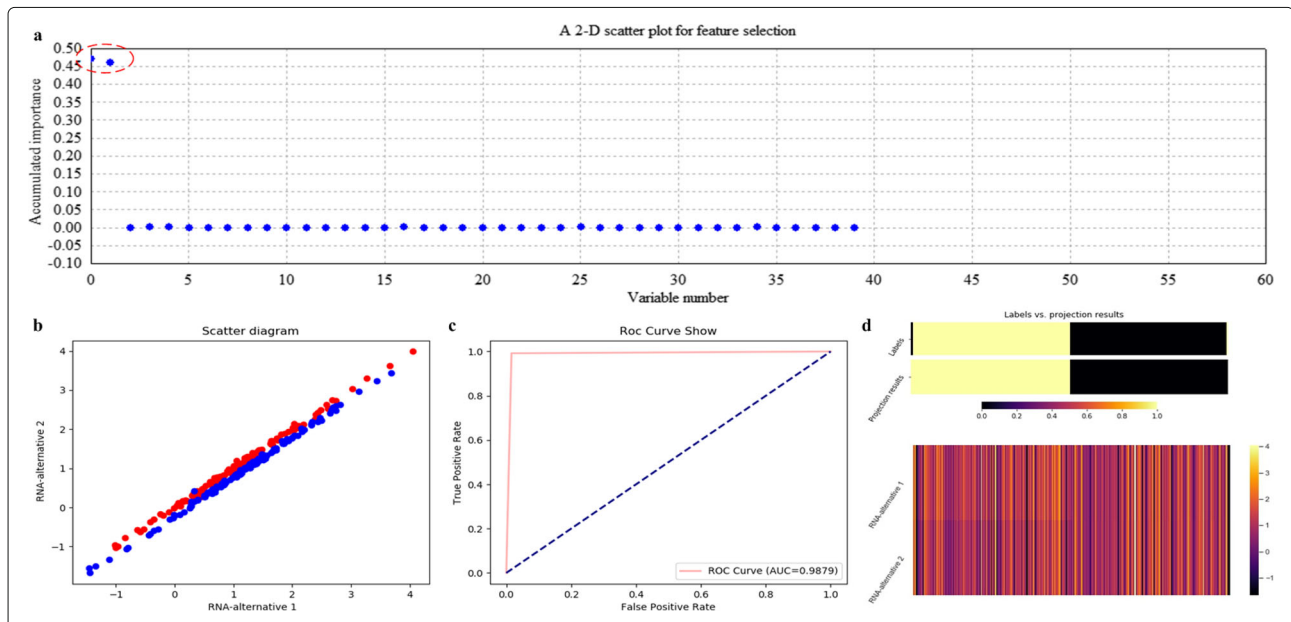 a
A 2-D scatter plot for feature selection
Accumulated importance
0.50
0.45
0.40
0.35
0.30
0.25
0.20
0.15
0.10
0.05
0.00
-0.05
-0.10
0 5 10 15 20 25 30 35 40 45 50 55 60
Variable number
b
Scatter diagram
RNA-alternative 2
4
3
2
1
0
−1
−1 0 1 2 3 4
RNA-alternative 1
c
Roc Curve Show
True Positive Rate
1.0
0.8
0.6
0.4
0.2
0.0
ROC Curve (AUC=0.9879)
0.0 0.2 0.4 0.6 0.8 1.0
False Positive Rate
d
Labels vs. projection results
Labels
Projection results
0.0 0.2 0.4 0.6 0.8 1.0
RNA-alternative 1
RNA-alternative 2
4
3
2
1
0
−1